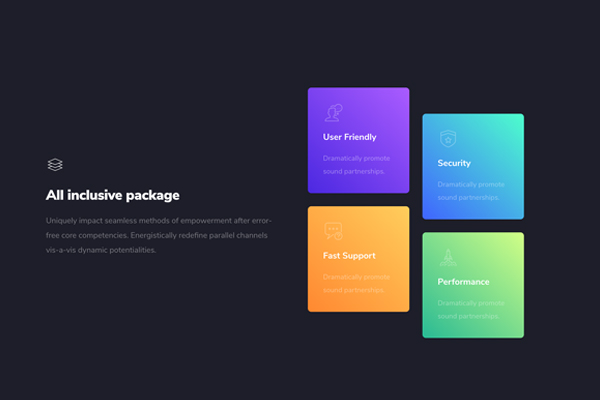 All inclusive package
Uniquely impact seamless methods of empowerment after error-
free core competencies. Energistically redefine parallel channels
vis-a-vis dynamic potentialities.
User Friendly
Dramatically promote
sound partnerships.
Security
Dramatically promote
sound partnerships.
Fast Support
Dramatically promote
sound partnerships.
Performance
Dramatically promote
sound partnerships.